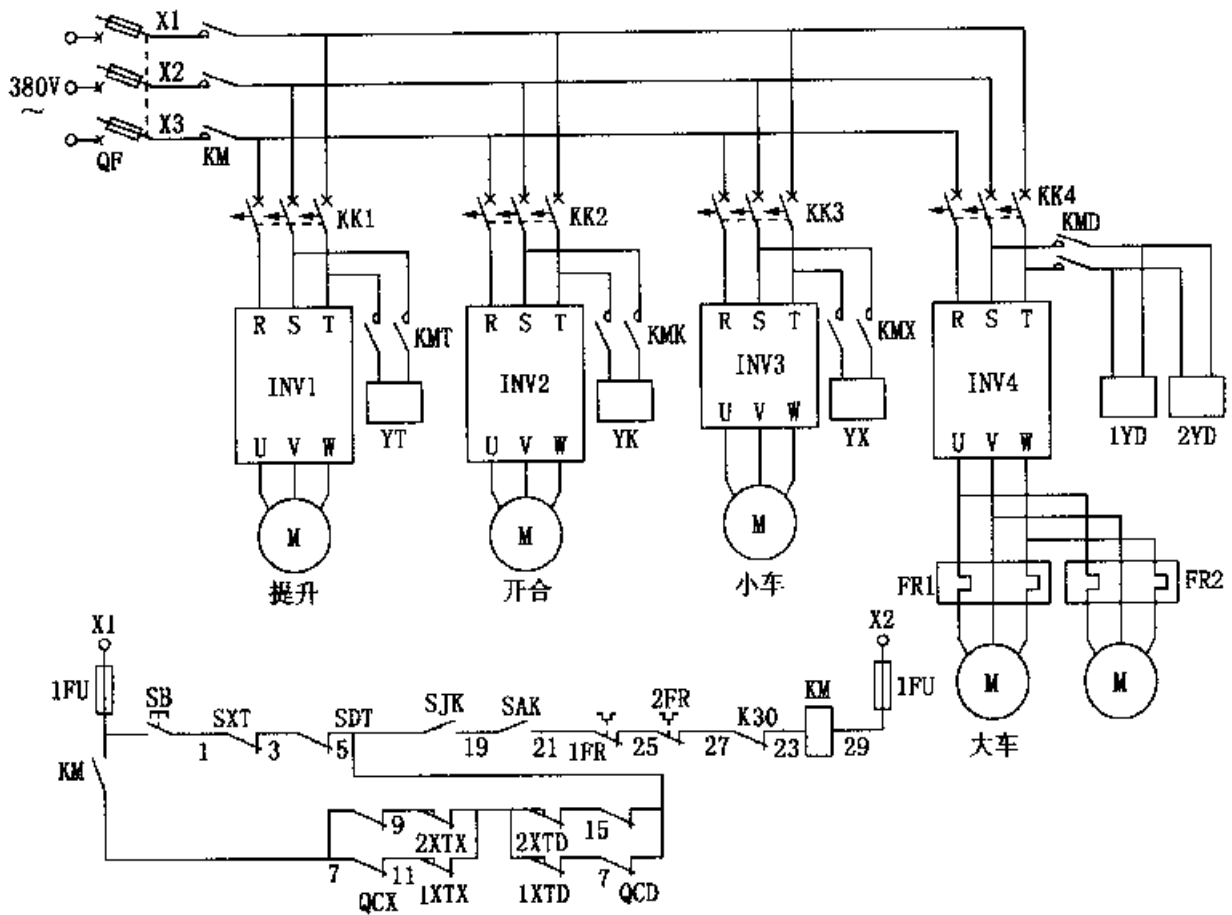 X1
X2
380V
~
X3
QF
KM
KK1
KK2
KK3
KK4
KMD
R S T
KMT
INV1
U V W
YT
R S T
KMK
INV2
U V W
YK
R S T
KMX
INV3
U V W
YX
R S T
INV4
U V W
1YD
2YD
M
提升
M
开合
M
小车
FR1
FR2
M
M
大车
X1
X2
1FU
SB
SXT
SDT
SJK
SAK
2FR
K30
KM
1FU
1
3
5
19
21
1FR
25
27
23
29
KM
9
2XTX
2XTD
15
7
11
7
QCX
1XTX
1XTD
QCD